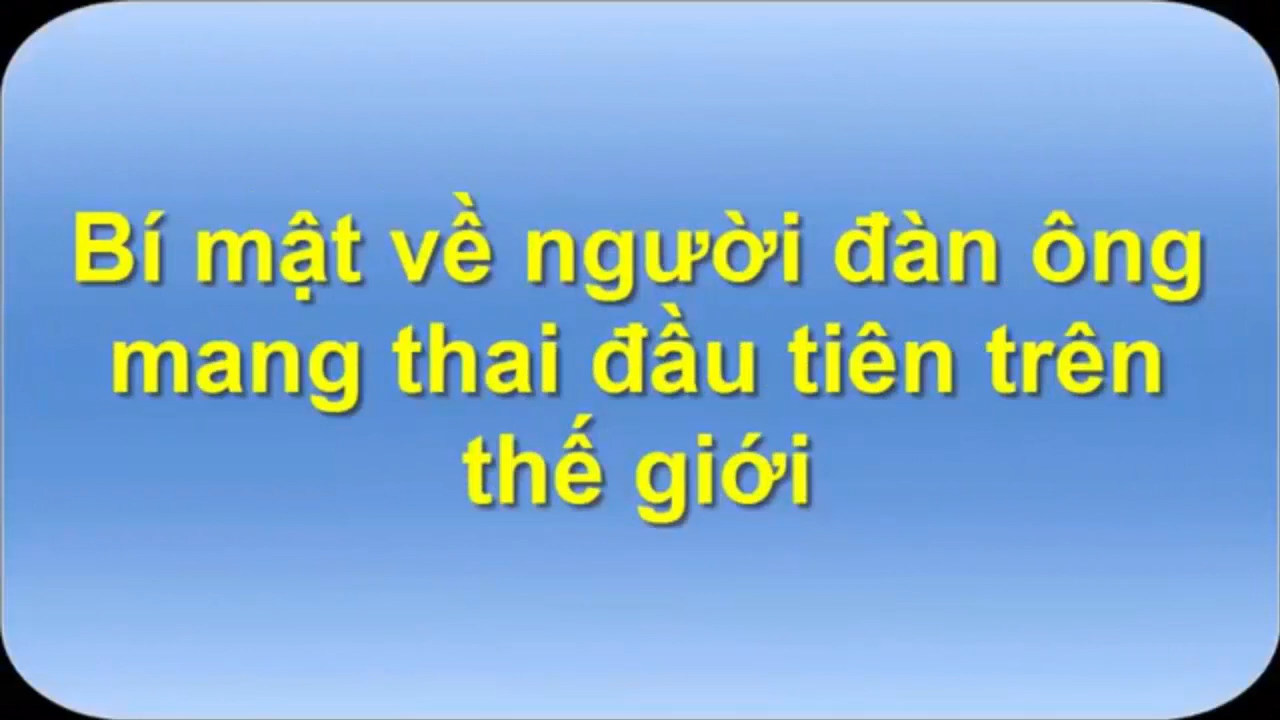 Bí mật về người đàn ông
mang thai đầu tiên trên
thế giới